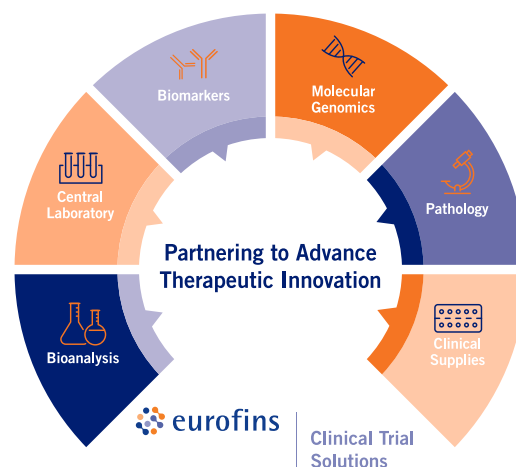 Biomarkers
Molecular
Genomics
Central
Laboratory
Pathology
Partnering to Advance
Therapeutic Innovation
Bioanalysis
Clinical
Supplies
eurofins
Clinical Trial
Solutions